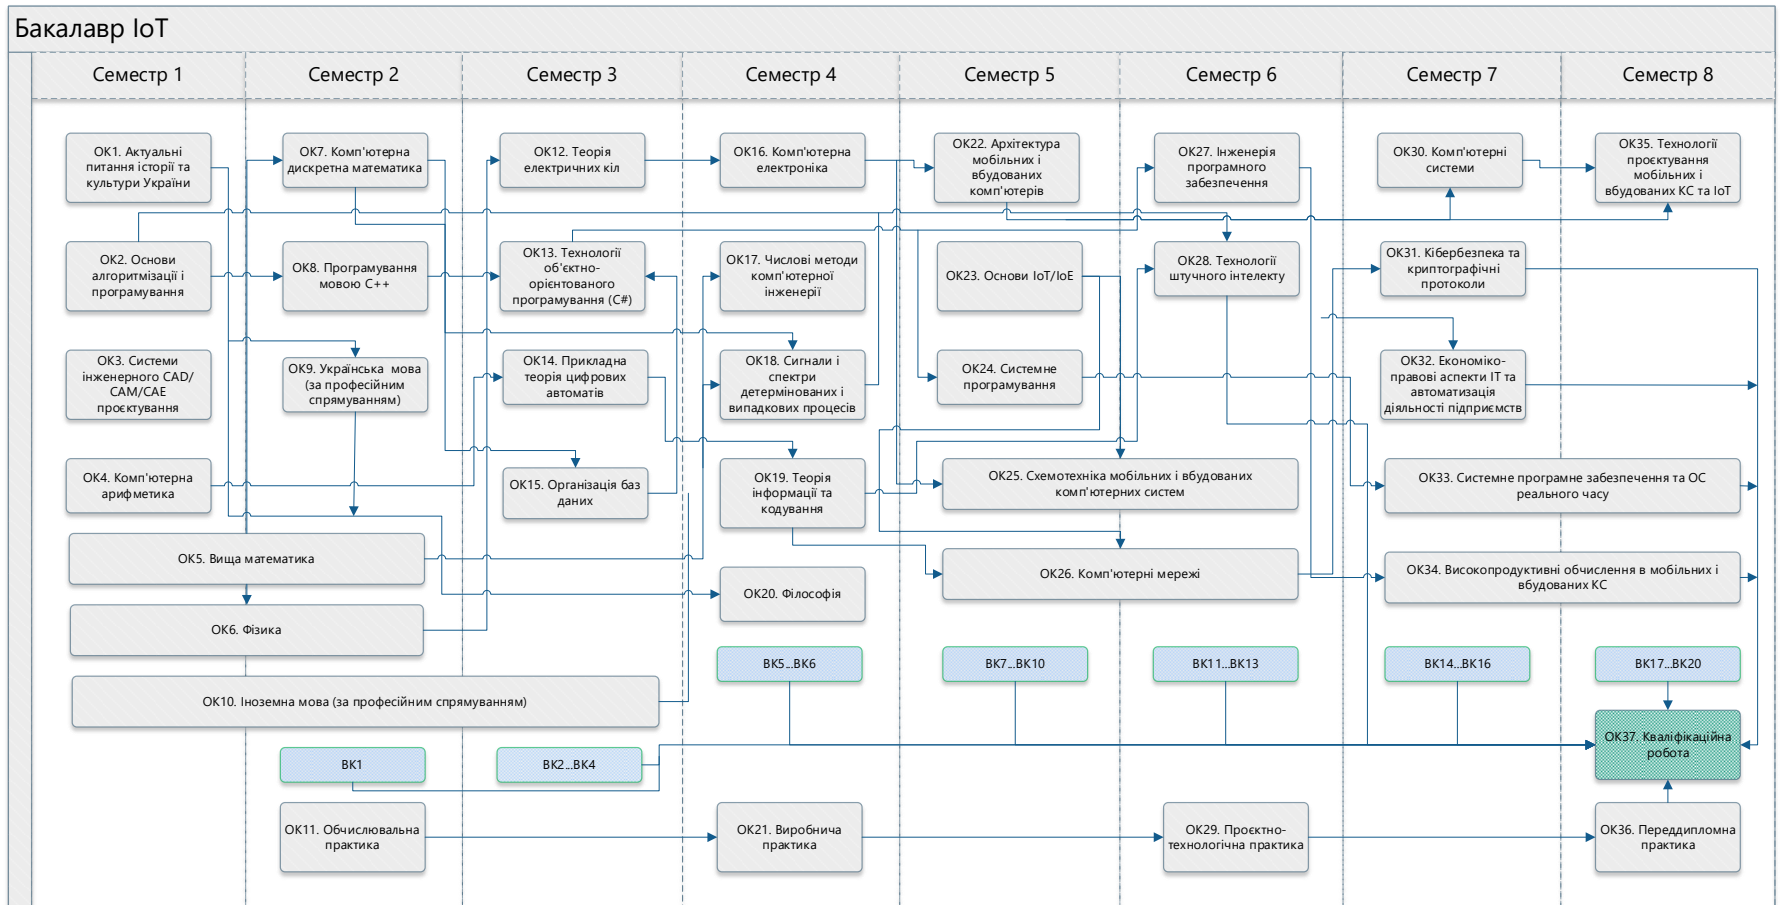 Бакалавр IoT
Семестр 1
Семестр 2
Семестр 3
Семестр 4
Семестр 5
Семестр 6
Семестр 7
Семестр 8
ОК1. Актуальні
питання історії та
культури України
ОК7. Комп'ютерна
дискретна математика
ОК12. Теорія
електричних кіл
ОК16. Комп'ютерна
електроніка
ОК22. Архітектура
мобільних і
вбудованих
комп'ютерів
ОК27. Інженерія
програмного
забезпечення
ОК30. Комп'ютерні
системи
ОК35. Технології
проєктування
мобільних і
вбудованих КС та IoT
ОК2. Основи
алгоритмізації і
програмування
ОК8. Програмування
мовою С++
ОК13. Технології
об'єктно-
орієнтованого
програмування (C#)
ОК17. Числові методи
комп'ютерної
інженерії
ОК23. Основи IoT/IoE
ОК28. Технології
штучного інтелекту
ОК31. Кібербезпека та
криптографічні
протоколи
ОК3. Системи
інженерного CAD/
CAM/CAE
проєктування
ОК9. Українська  мова
(за професійним
спрямуванням)
ОК14. Прикладна
теорія цифрових
автоматів
ОК18. Сигнали і
спектри
детермінованих і
випадкових процесів
ОК24. Системне
програмування
ОК32. Економіко-
правові аспекти ІТ та
автоматизація
діяльності підприємств
ОК4. Комп'ютерна
арифметика
ОК15. Організація баз
даних
ОК19. Теорія
інформації та
кодування
ОК25. Схемотехніка мобільних і вбудованих
комп'ютерних систем
ОК33. Системне програмне забезпечення та ОС
реального часу
ОК5. Вища математика
ОК20. Філософія
ОК26. Комп'ютерні мережі
ОК34. Високопродуктивні обчислення в мобільних і
вбудованих КС
ОК6. Фізика
ВК5...ВК6
ВК7...ВК10
ВК11...ВК13
ВК14...ВК16
ВК17...ВК20
ОК10. Іноземна мова (за професійним спрямуванням)
ОК37. Кваліфікаційна
робота
ВК1
ВК2...ВК4
ОК11. Обчислювальна
практика
ОК21. Виробнича
практика
ОК29. Проєктно-
технологічна практика
ОК36. Переддипломна
практика